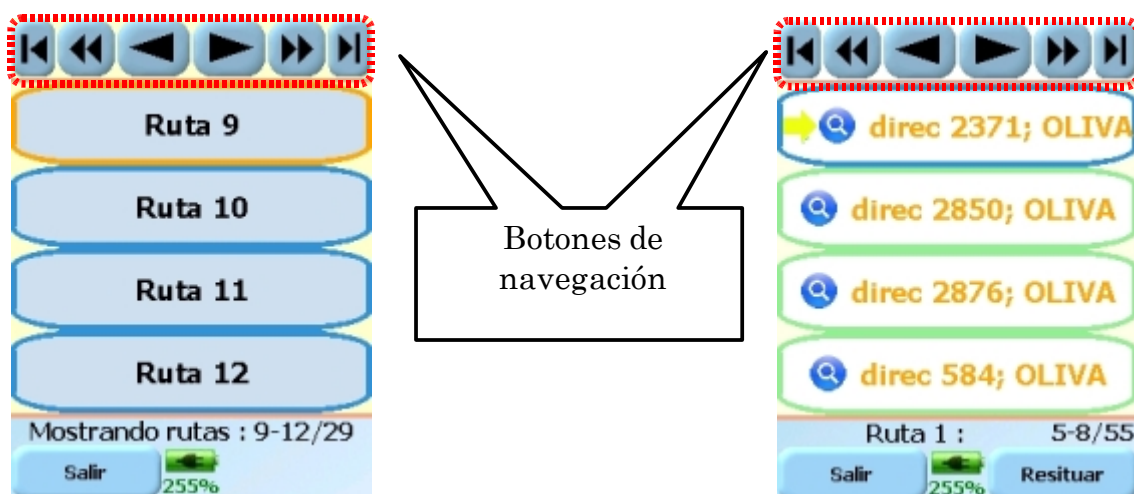 Ruta 9
Ruta 10
Ruta 11
Ruta 12
Mostrando rutas : 9-12/29
Salir
255%
Botones de
navegación
direc 2371; OLIVA
direc 2850; OLIVA
direc 2876; OLIVA
direc 584; OLIVA
Ruta 1 : 5-8/55
Salir
255%
Resituar